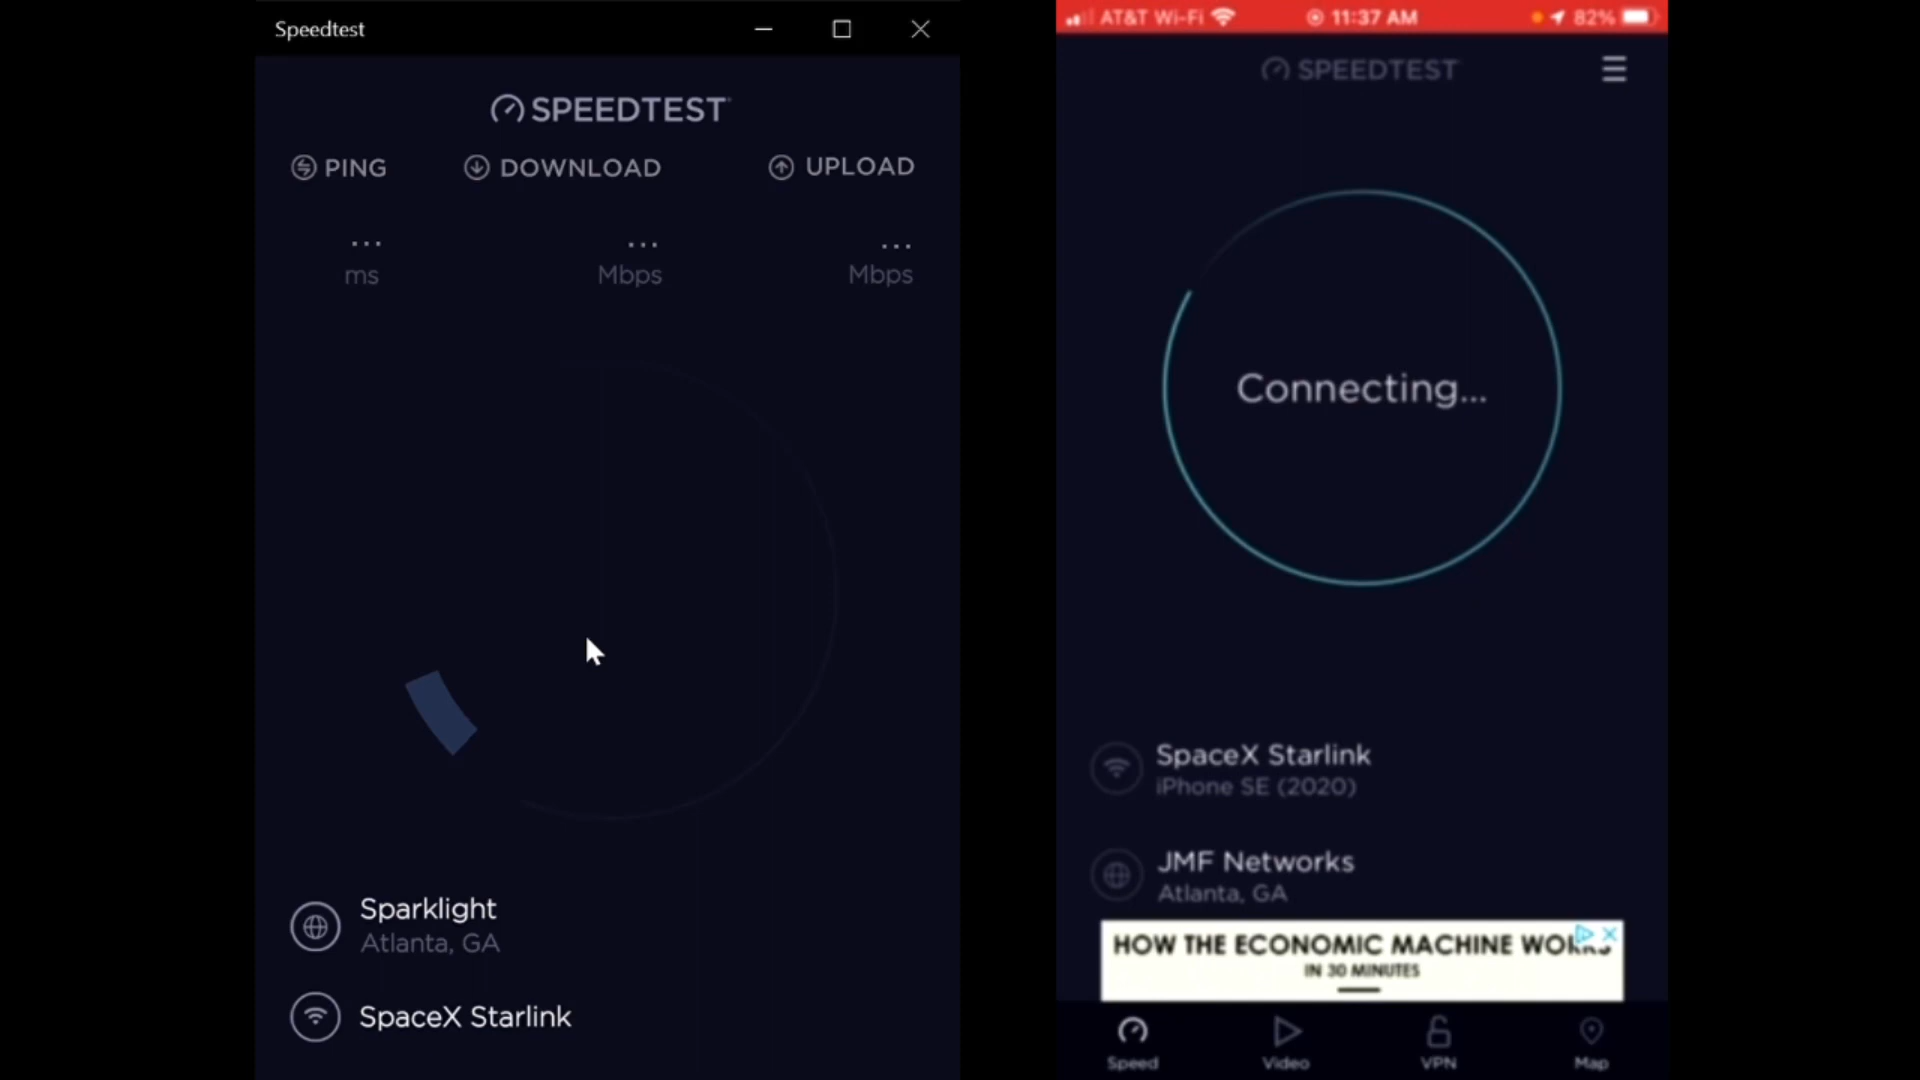 Speedtest
SPEEDTEST
PING
DOWNLOAD
UPLOAD
...
...
...
ms
Mbps
Mbps
Sparklight
Atlanta, GA
SpaceX Starlink
AT&T Wi-Fi
11:37 AM
82%
SPEEDTEST
Connecting...
SpaceX Starlink
iPhone SE (2020)
JMF Networks
Atlanta, GA
HOW THE ECONOMIC MACHINE WORKS
IN 30 MINUTES
Speed
Video
VPN
Map